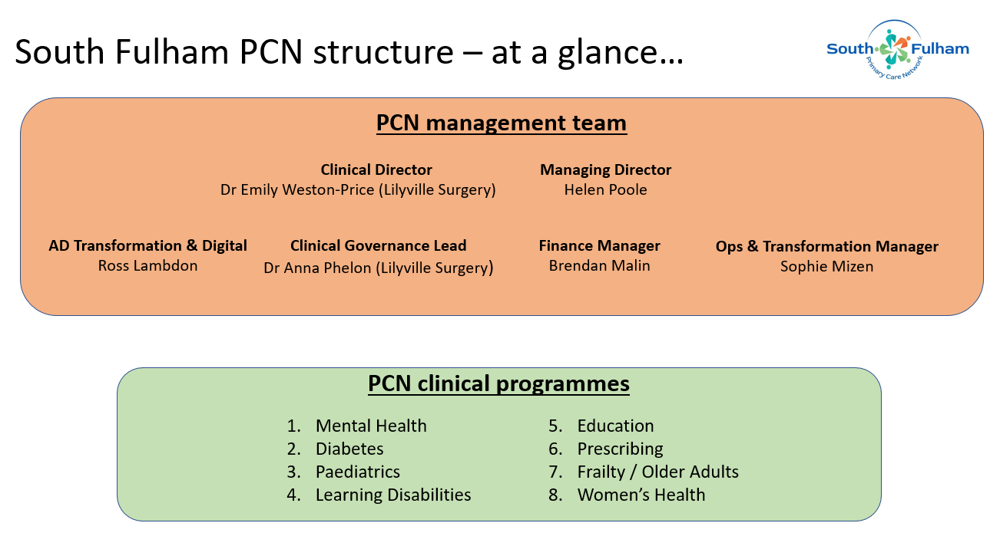 South Fulham PCN structure – at a glance…
South Fulham
Primary Care Network
PCN management team
Clinical Director
Dr Emily Weston-Price (Lilyville Surgery)
Managing Director
Helen Poole
AD Transformation & Digital
Ross Lambdon
Clinical Governance Lead
Dr Anna Phelon (Lilyville Surgery)
Finance Manager
Brendan Malin
Ops & Transformation Manager
Sophie Mizen
PCN clinical programmes
1. Mental Health
2. Diabetes
3. Paediatrics
4. Learning Disabilities
5. Education
6. Prescribing
7. Frailty / Older Adults
8. Women’s Health